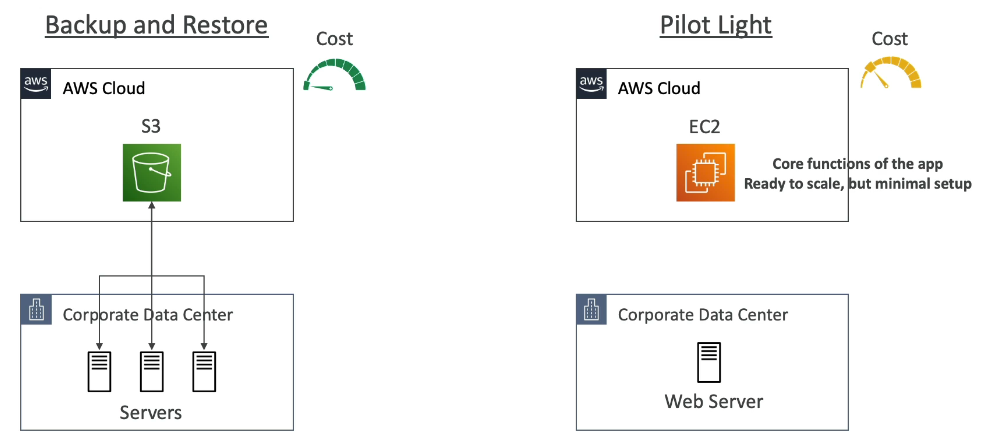 Backup and Restore
Cost
aws
AWS Cloud
S3
Corporate Data Center
Servers
Pilot Light
Cost
aws
AWS Cloud
EC2
Core functions of the app
Ready to scale, but minimal setup
Corporate Data Center
Web Server